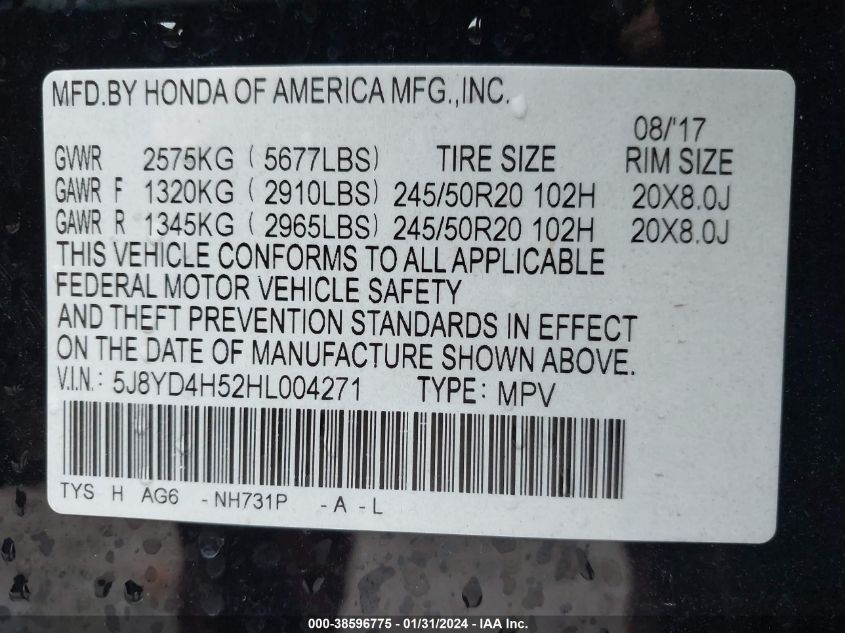 MFD.BY HONDA OF AMERICA MFG.,INC.
08/'17
GVWR 2575KG ( 5677LBS) TIRE SIZE RIM SIZE
GAWR F 1320KG ( 2910LBS) 245/50R20 102H 20X8.0J
GAWR R 1345KG ( 2965LBS) 245/50R20 102H 20X8.0J
THIS VEHICLE CONFORMS TO ALL APPLICABLE
FEDERAL MOTOR VEHICLE SAFETY
AND THEFT PREVENTION STANDARDS IN EFFECT
ON THE DATE OF MANUFACTURE SHOWN ABOVE.
V.I.N.: 5J8YD4H52HL004271 TYPE: MPV
TYS H AG6 - NH731P - A - L
000-38596775 - 01/31/2024 - IAA Inc.